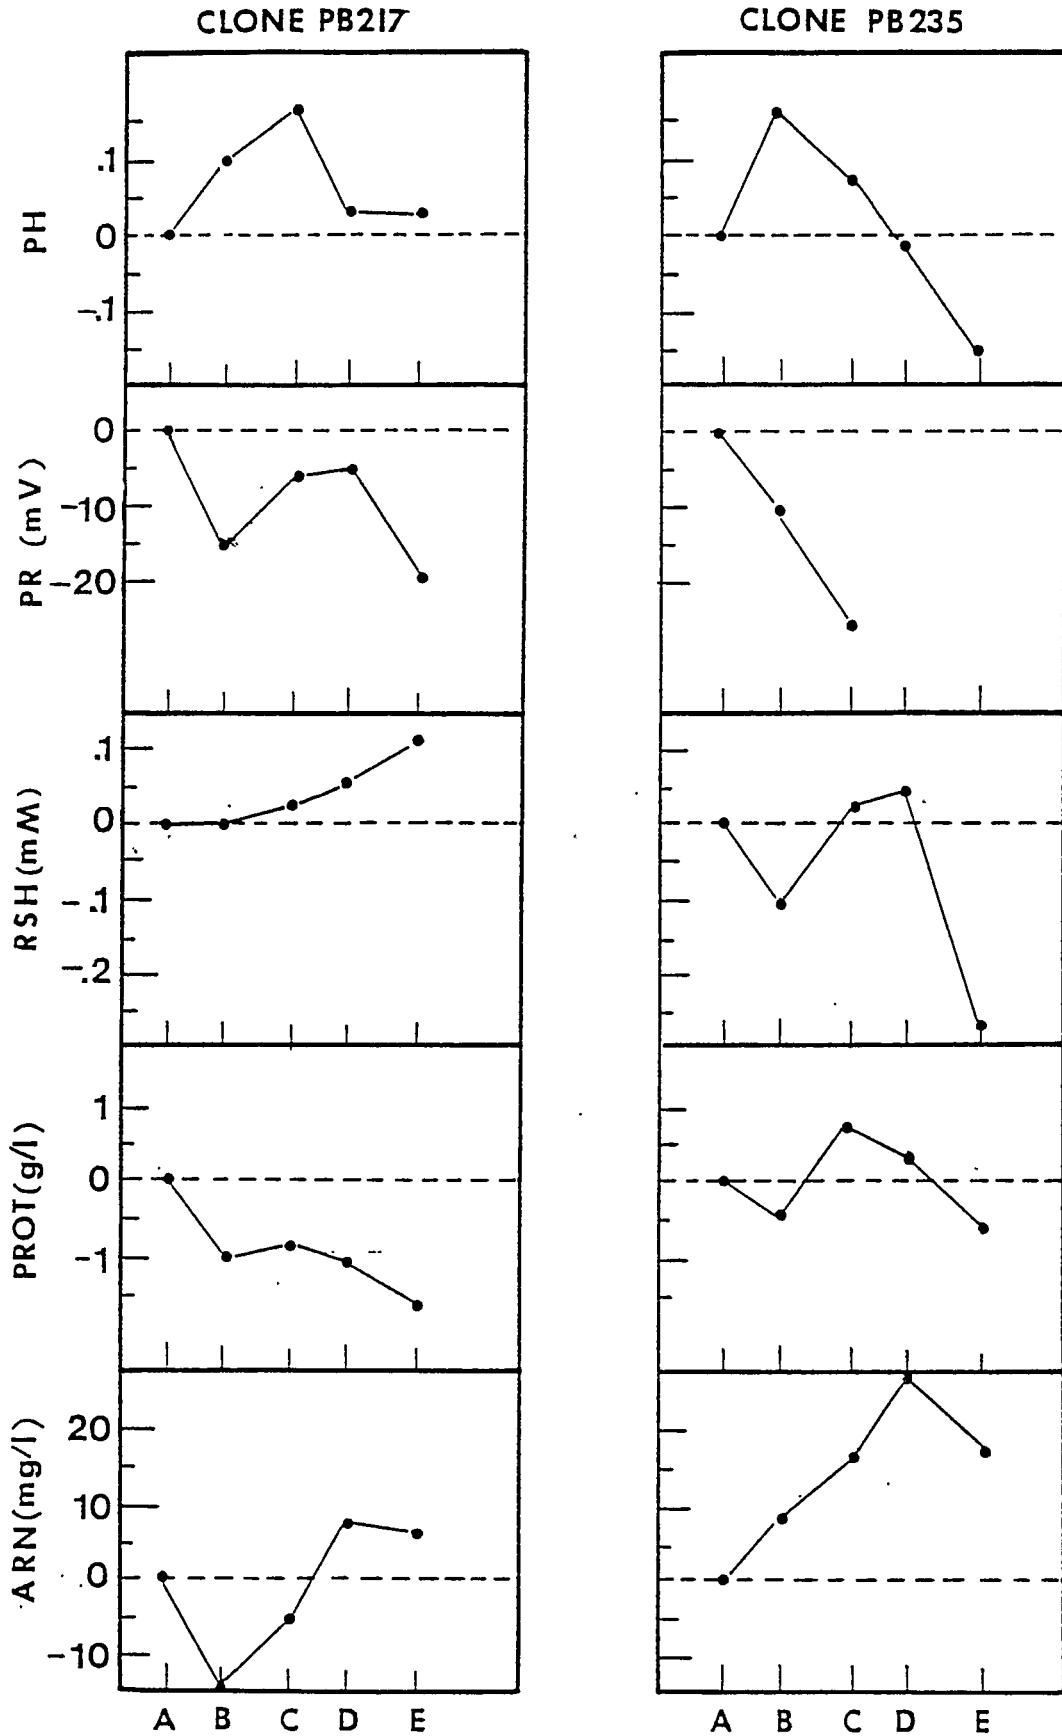 CLONE PB217
CLONE PB235
PH
.1
0
-.1
PR (mV)
0
-10
-20
RSH(mM)
.1
0
-.1
-.2
PROT(g/l)
1
0
-1
ARN(mg/l)
20
10
0
-10
A B C D E
A B C D E